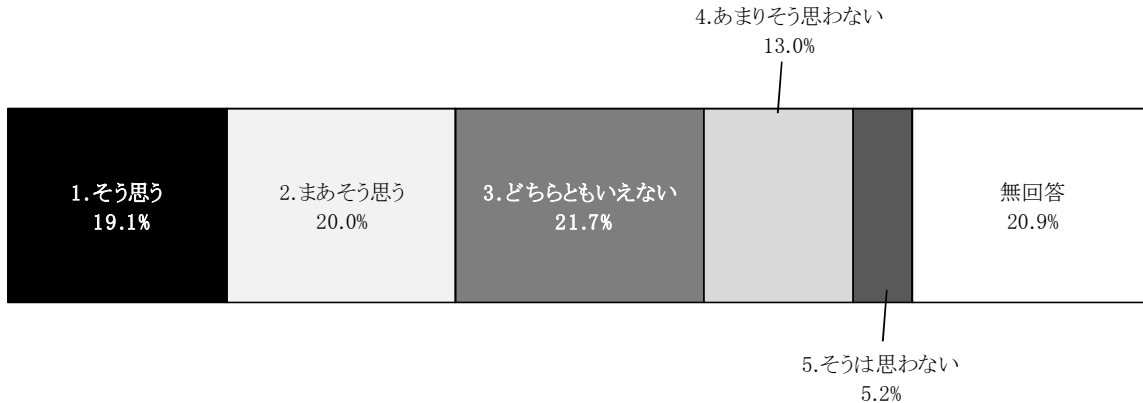 4.あまりそう思わない
13.0%
1.そう思う
19.1%
2.まあそう思う
20.0%
3.どちらともいえない
21.7%
無回答
20.9%
5.そうは思わない
5.2%